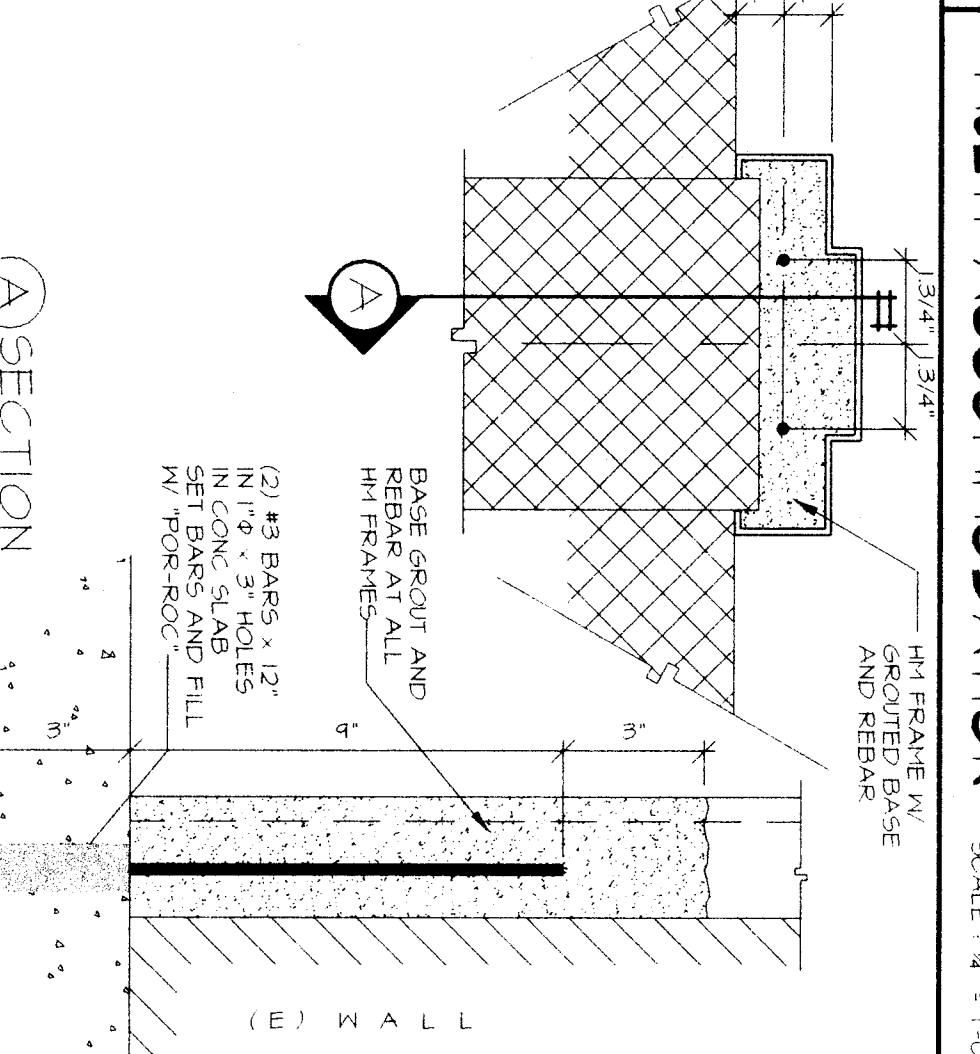 1 3/4" 1 3/4"
A
HM FRAME W/
GROUTED BASE
AND REBAR
BASE GROUT AND
REBAR AT ALL
HM FRAMES
(2) #3 BARS x 12"
IN 1"Φ x 3" HOLES
IN CONC SLAB
SET BARS AND FILL
W/ "POR-ROC"
3"
9"
3"
(E) WALL
A SECTION